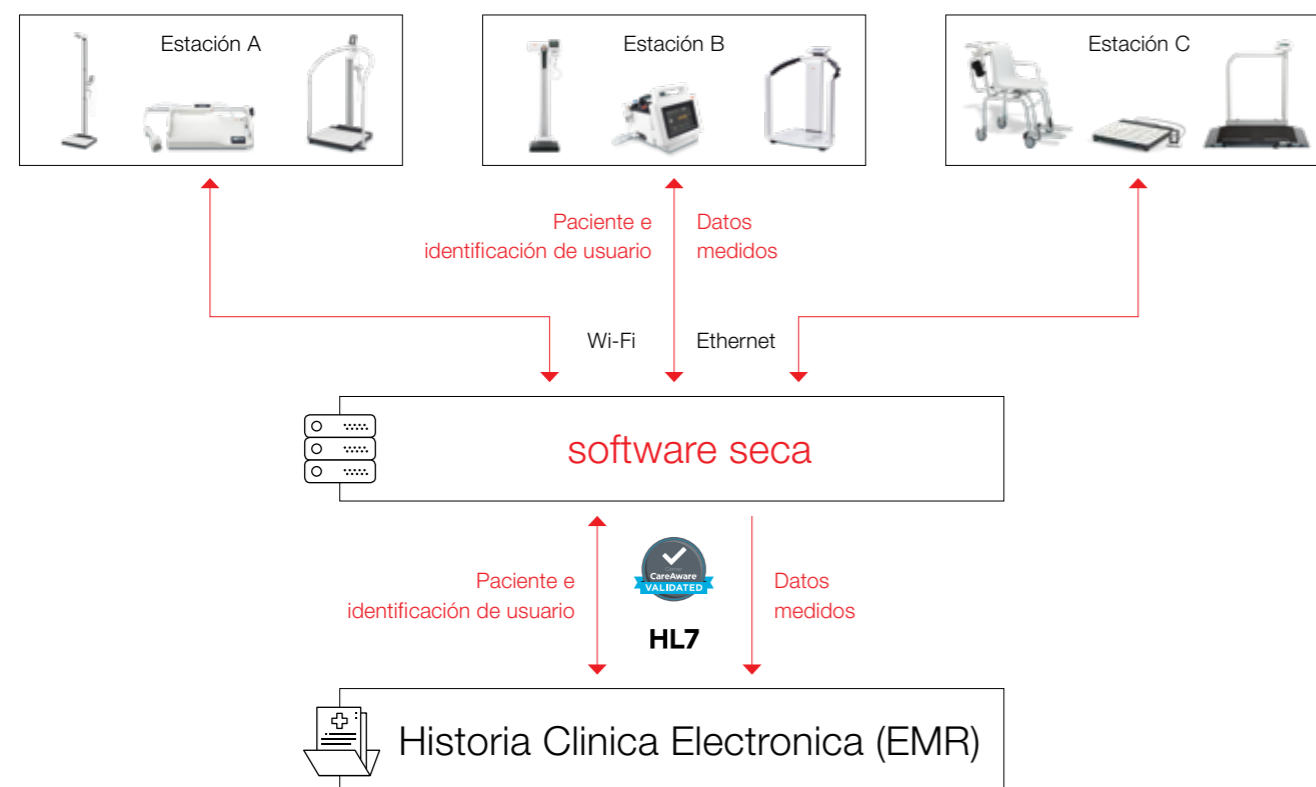 Estación A
Estación B
Estación C
Paciente e
identificación de usuario
Datos
medidos
Wi-Fi
Ethernet
software seca
Paciente e
identificación de usuario
Cerner
CareAware
VALIDATED
HL7
Datos
medidos
Historia Clinica Electronica (EMR)